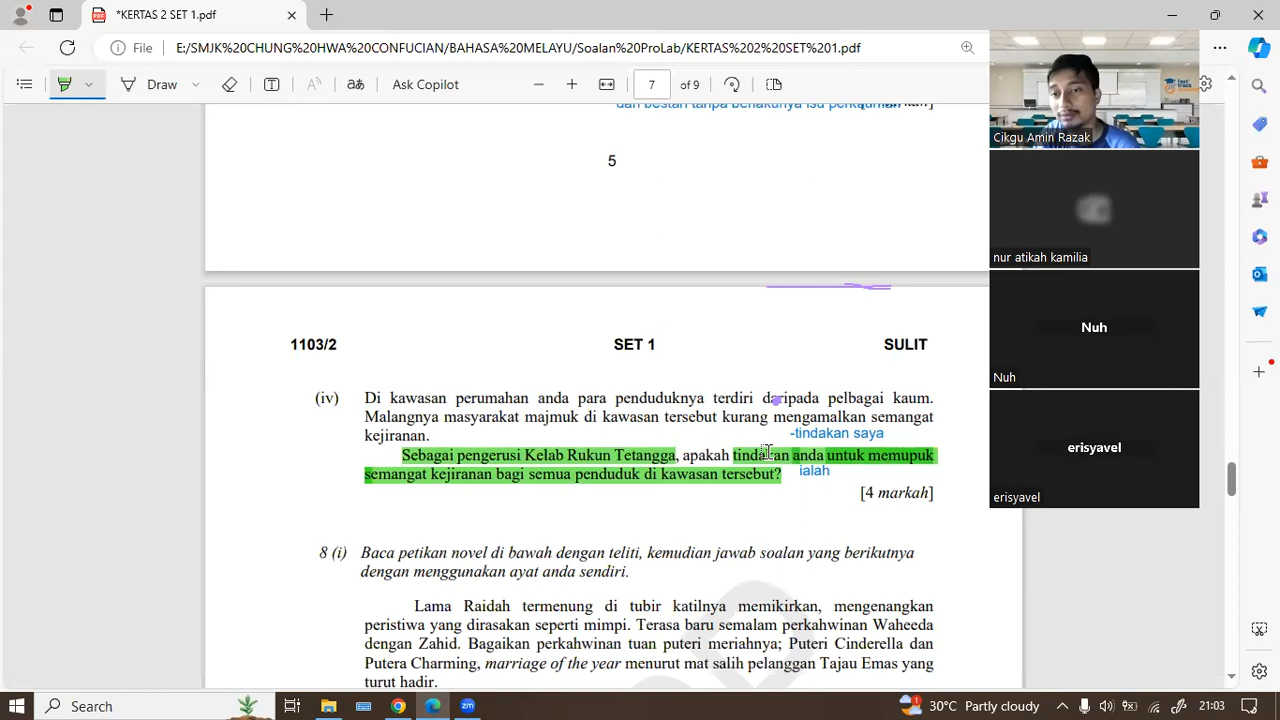 *KERTAS 2 SET 1.pdf
File
E:/SMJK%20CHUNG%20HWA%20CONFUCIAN/BAHASA%20MELAYU/Soalan%20ProLab/KERTAS%202%20SET%201.pdf
Draw
Ask Copilot
7
of 9
5
1103/2 SET 1 SULIT
(iv) Di kawasan perumahan anda para penduduknya terdiri daripada pelbagai kaum.
Malangnya masyarakat majmuk di kawasan tersebut kurang mengamalkan semangat
kejiranan.
-tindakan saya
Sebagai pengerusi Kelab Rukun Tetangga, apakah tindakan anda untuk memupuk
semangat kejiranan bagi semua penduduk di kawasan tersebut?
ialah
[4 markah]
8 (i) Baca petikan novel di bawah dengan teliti, kemudian jawab soalan yang berikutnya
dengan menggunakan ayat anda sendiri.
Lama Raidah termenung di tubir katilnya memikirkan, mengenangkan
peristiwa yang dirasakan seperti mimpi. Terasa baru semalam perkahwinan Waheeda
dengan Zahid. Bagaikan perkahwinan tuan puteri meriahnya; Puteri Cinderella dan
Putera Charming, marriage of the year menurut mat salih pelanggan Tajau Emas yang
turut hadir.
Cikgu Amin Razak
nur atikah kamilia
Nuh
Nuh
erisyavel
erisyavel
Search
1
30°C Partly cloudy
21:03